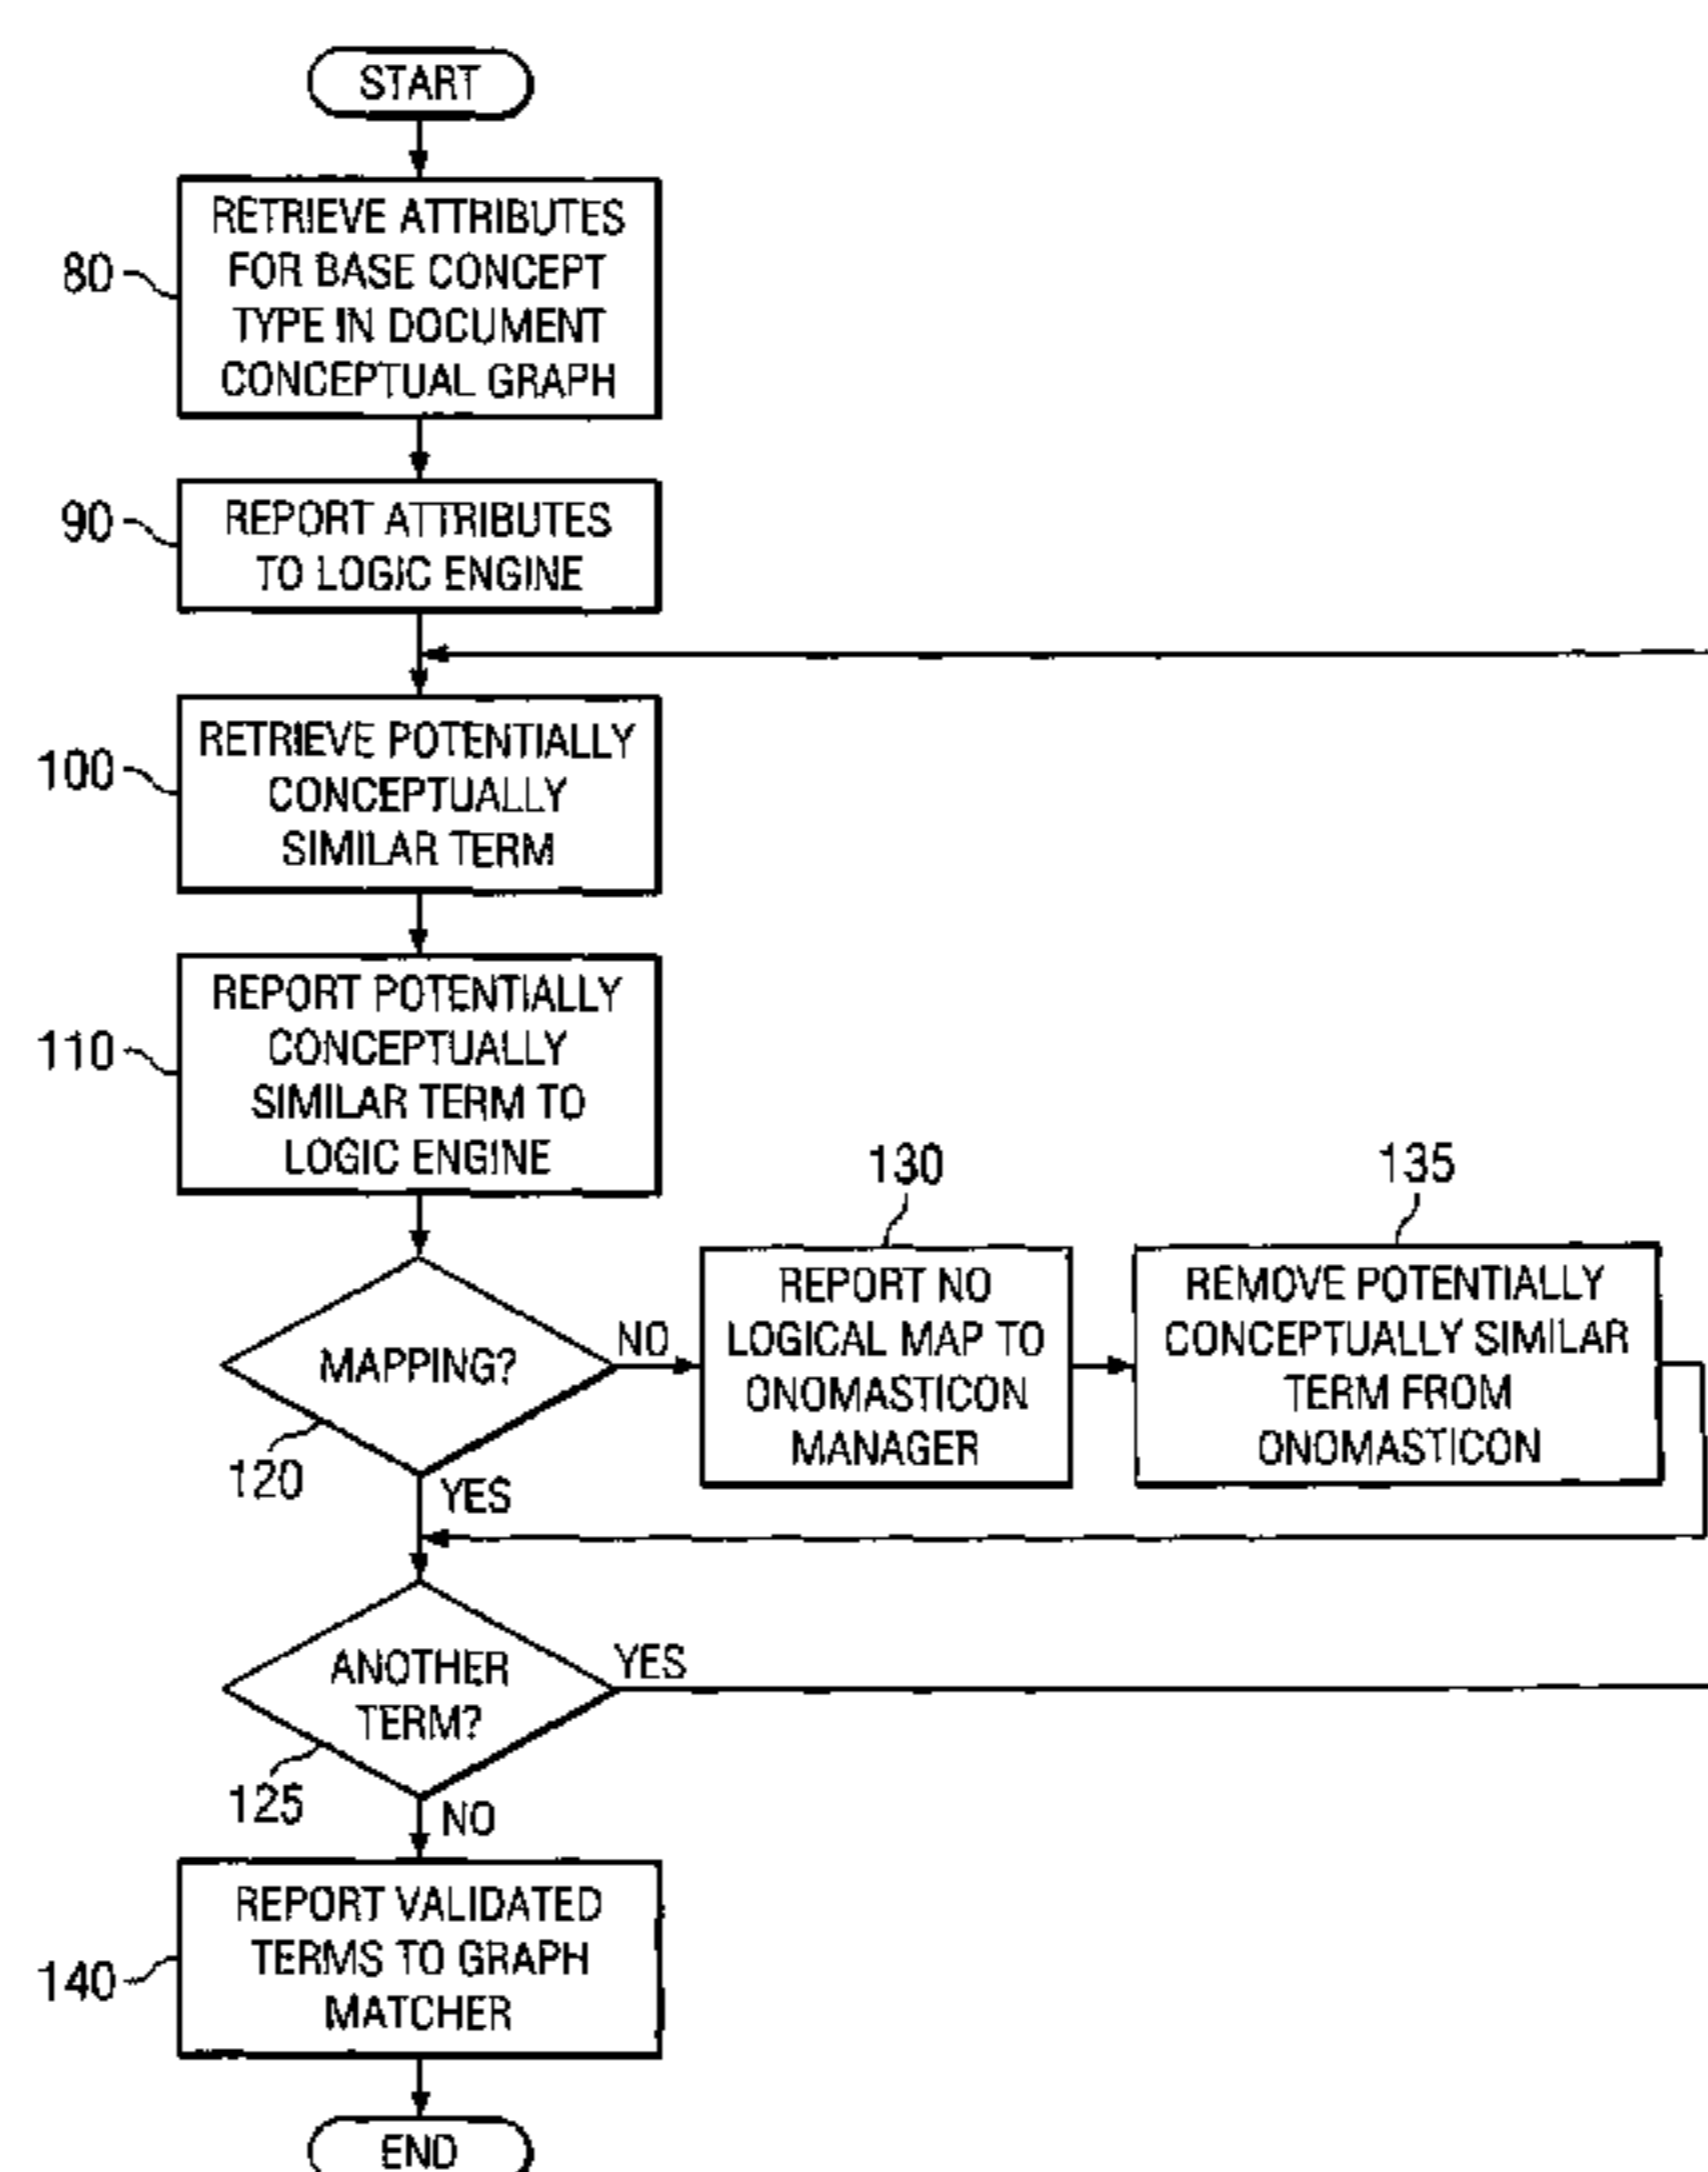 START
RETRIEVE ATTRIBUTES
FOR BASE CONCEPT
TYPE IN DOCUMENT
CONCEPTUAL GRAPH
80
REPORT ATTRIBUTES
TO LOGIC ENGINE
90
RETRIEVE POTENTIALLY
CONCEPTUALLY
SIMILAR TERM
100
REPORT POTENTIALLY
CONCEPTUALLY
SIMILAR TERM TO
LOGIC ENGINE
110
MAPPING?
120
NO
YES
130
REPORT NO
LOGICAL MAP TO
ONOMASTICON
MANAGER
135
REMOVE POTENTIALLY
CONCEPTUALLY SIMILAR
TERM FROM
ONOMASTICON
ANOTHER
TERM?
125
YES
NO
REPORT VALIDATED
TERMS TO GRAPH
MATCHER
140
END